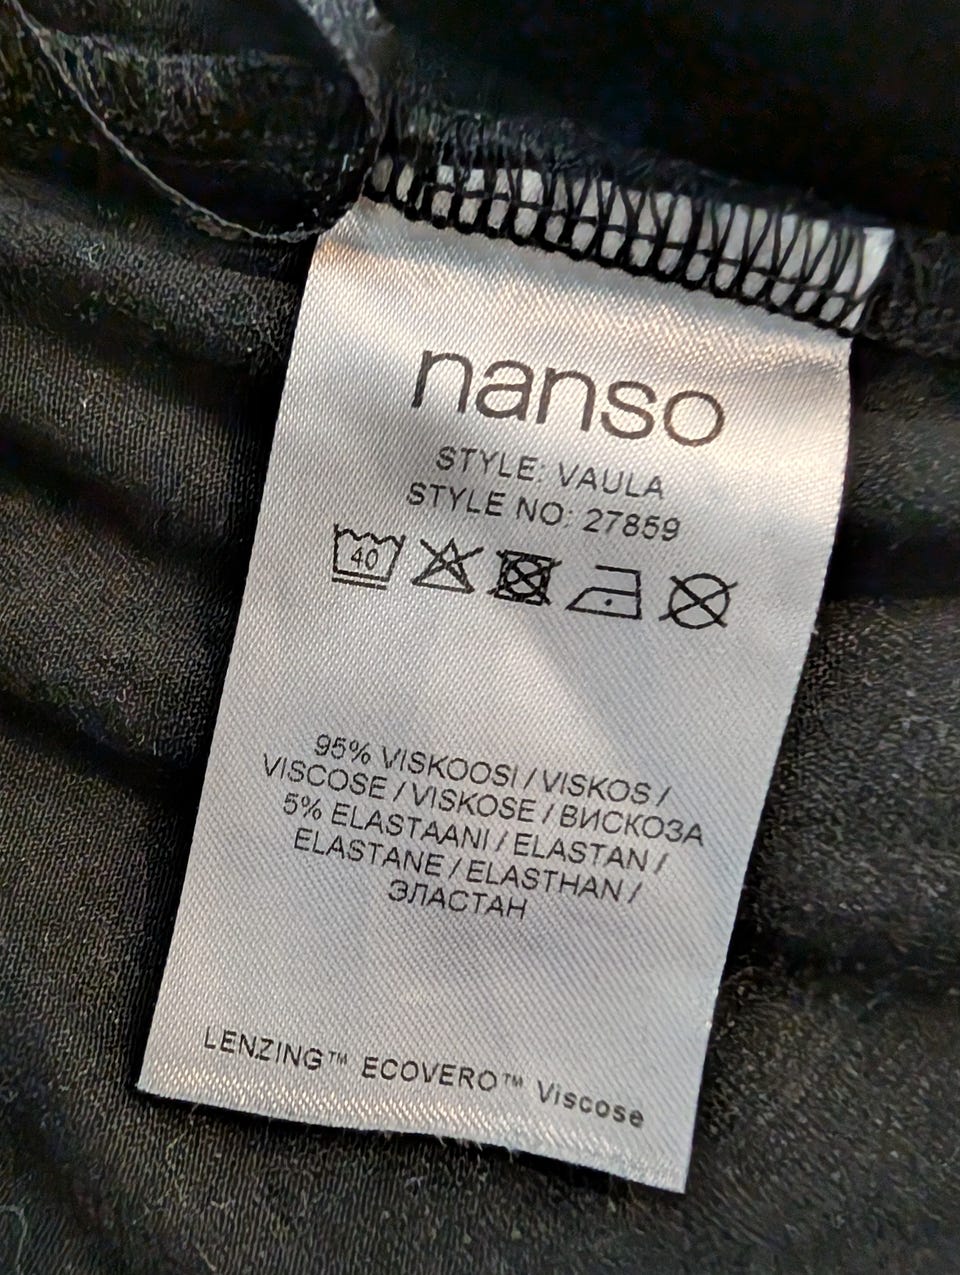 nanso
STYLE: VAULA
STYLE NO: 27859
40
95% VISKOOSI / VISKOS /
VISCOSE / VISKOSE / ВИСКОЗА
5% ELASTAANI / ELASTAN /
ELASTANE / ELASTHAN /
ЭЛАСТАН
LENZING™ ECOVERO™ Viscose